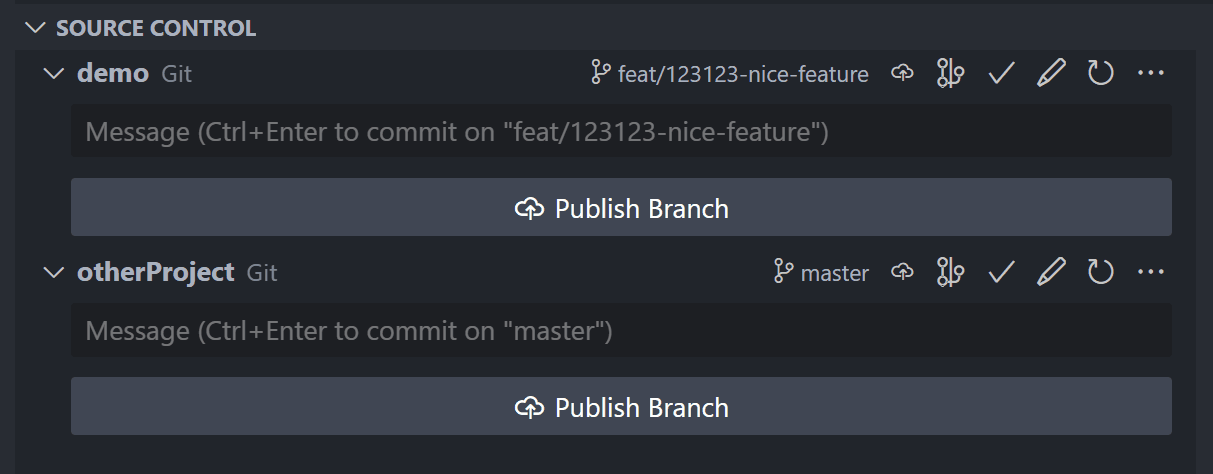 SOURCE CONTROL
demo Git feat/123123-nice-feature
Message (Ctrl+Enter to commit on "feat/123123-nice-feature")
Publish Branch
otherProject Git master
Message (Ctrl+Enter to commit on "master")
Publish Branch